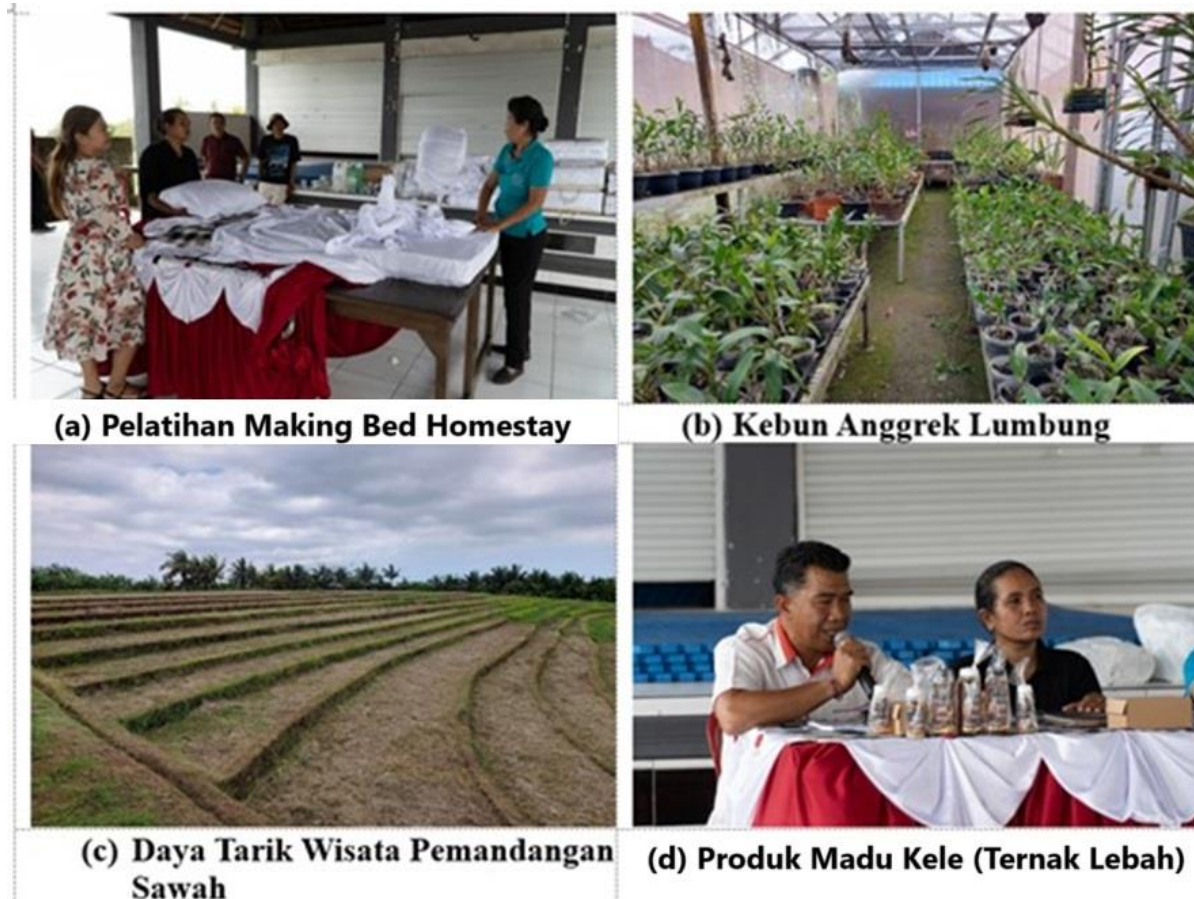 (a) Pelatihan Making Bed Homestay
(b) Kebun Anggrek Lumbung
(c) Daya Tarik Wisata Pemandangan
Sawah
(d) Produk Madu Kele (Ternak Lebah)